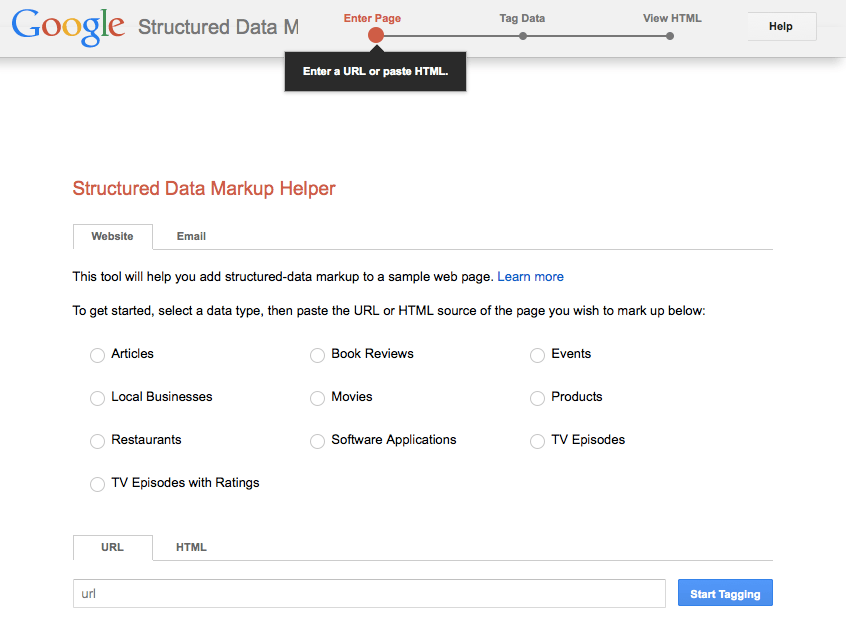 Google Structured Data M
Enter Page Tag Data View HTML Help
Enter a URL or paste HTML.
Structured Data Markup Helper
Website Email
This tool will help you add structured-data markup to a sample web page. Learn more
To get started, select a data type, then paste the URL or HTML source of the page you wish to mark up below:
Articles Book Reviews Events
Local Businesses Movies Products
Restaurants Software Applications TV Episodes
TV Episodes with Ratings
URL HTML
url Start Tagging